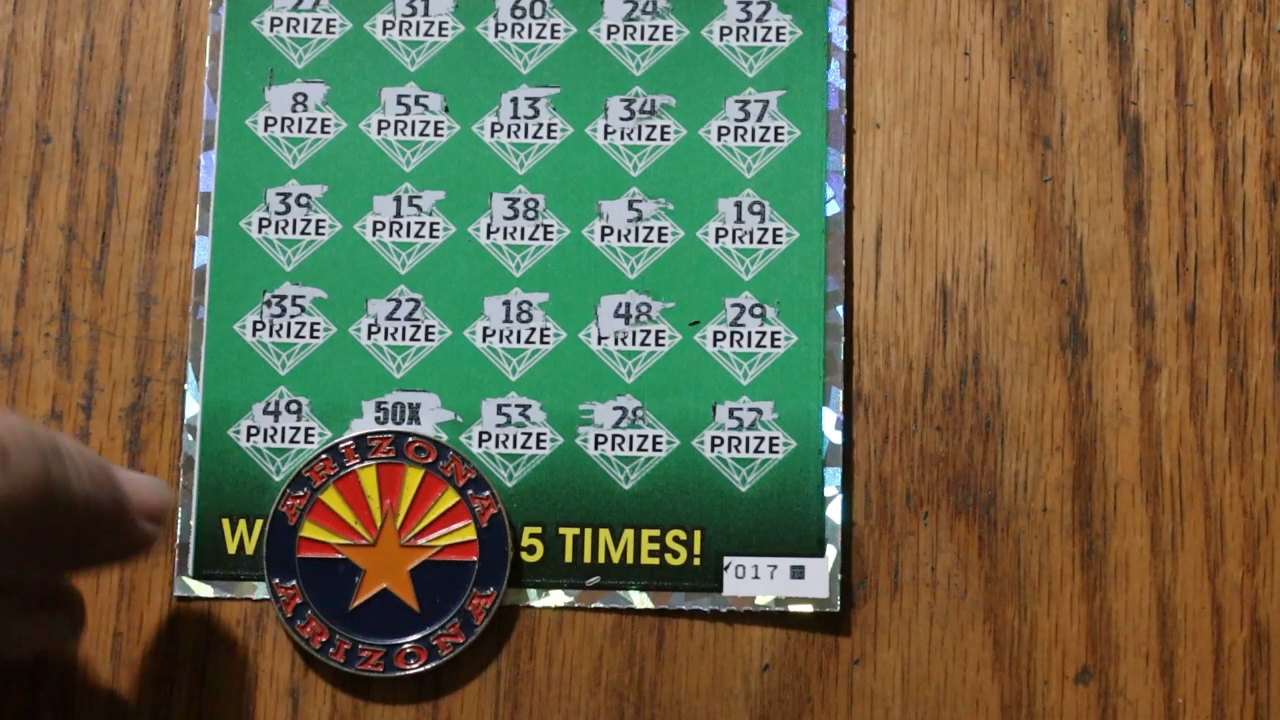 27 31 60 24 32
PRIZE PRIZE PRIZE PRIZE PRIZE
8 55 13 34 37
PRIZE PRIZE PRIZE PRIZE PRIZE
39 15 38 5 19
PRIZE PRIZE PRIZE PRIZE PRIZE
35 22 18 48 29
PRIZE PRIZE PRIZE PRIZE PRIZE
49 50X 53 28 52
PRIZE PRIZE PRIZE PRIZE
ARIZONA
W 5 TIMES!
017
ARIZONA